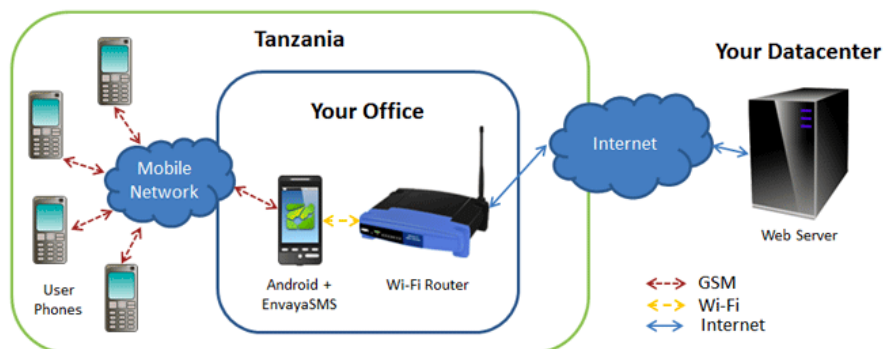 Tanzania
Your Datacenter
Your Office
Mobile
Network
Internet
User
Phones
Android +
EnvayaSMS
Wi-Fi Router
Web Server
GSM
Wi-Fi
Internet